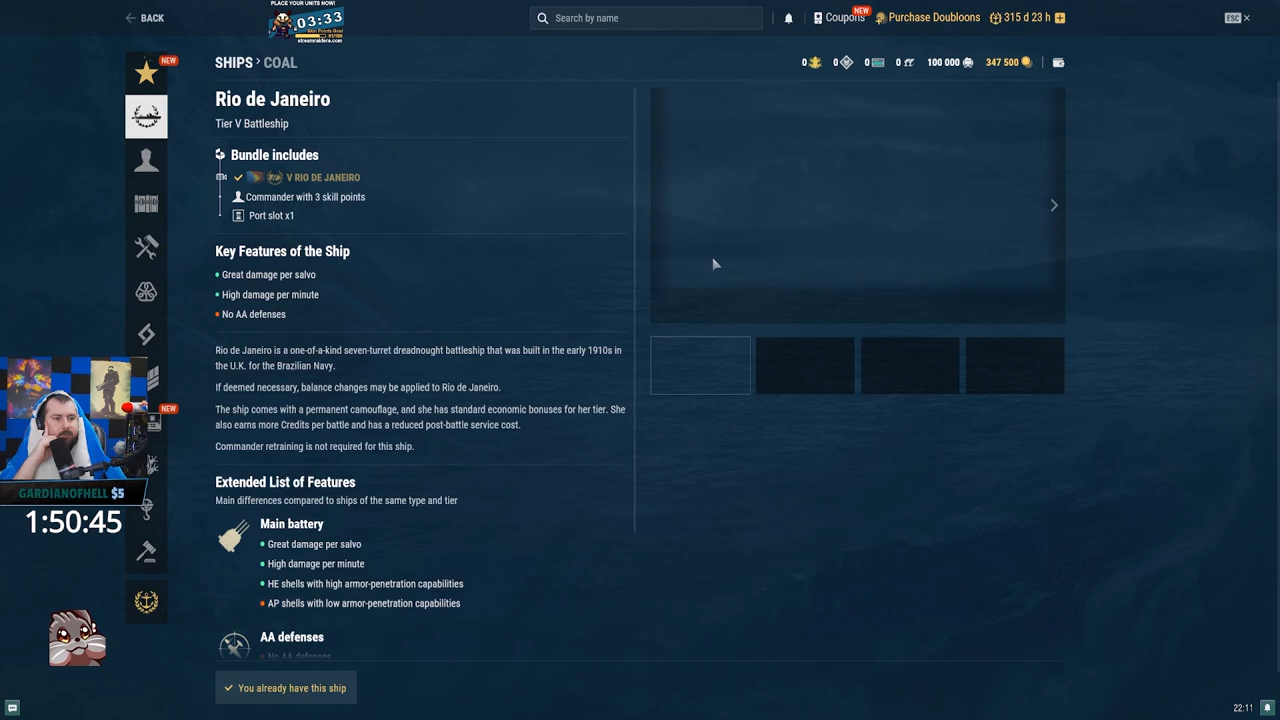 PLACE YOUR UNITS NOW!
BACK
03:33
streamraiders.com
Search by name
NEW
Coupons
Purchase Doubloons
315 d 23 h
ESC
NEW
SHIPS > COAL
0
0
0
0
100 000
347 500
Rio de Janeiro
Tier V Battleship
Bundle includes
V RIO DE JANEIRO
Commander with 3 skill points
Port slot x1
Key Features of the Ship
Great damage per salvo
High damage per minute
No AA defenses
Rio de Janeiro is a one-of-a-kind seven-turret dreadnought battleship that was built in the early 1910s in
the U.K. for the Brazilian Navy.
If deemed necessary, balance changes may be applied to Rio de Janeiro.
The ship comes with a permanent camouflage, and she has standard economic bonuses for her tier. She
also earns more Credits per battle and has a reduced post-battle service cost.
Commander retraining is not required for this ship.
NEW
Extended List of Features
Main differences compared to ships of the same type and tier
GARDIANOFHELL $5
1:50:45
Main battery
Great damage per salvo
High damage per minute
HE shells with high armor-penetration capabilities
AP shells with low armor-penetration capabilities
AA defenses
No AA defenses
You already have this ship
22:11